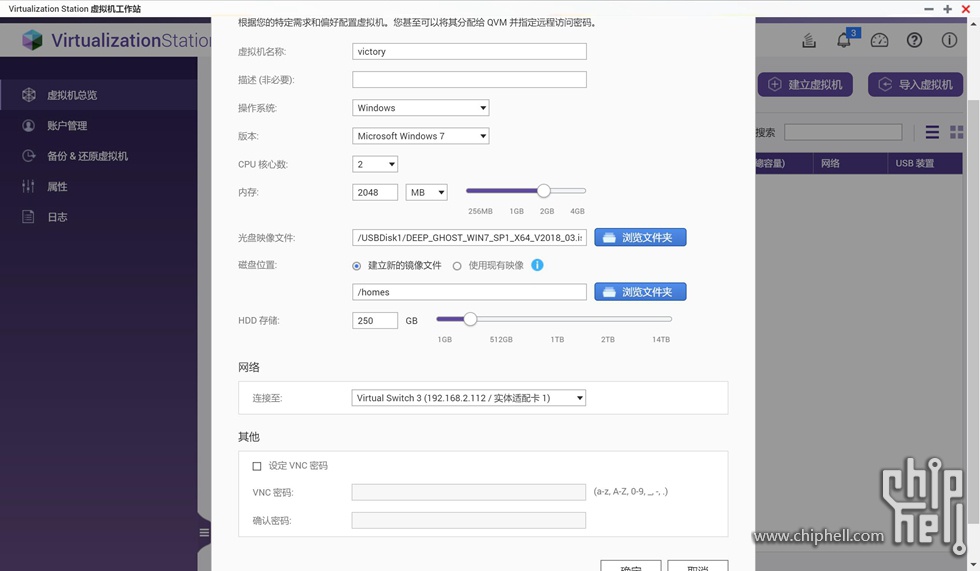 Virtualization Station 虚拟机工作站
VirtualizationStation
3
虚拟机总览
账户管理
备份 & 还原虚拟机
属性
日志
建立虚拟机
导入虚拟机
搜索
网络
USB 装置
根据您的特定需求和偏好配置虚拟机。您甚至可以将其分配给 QVM 并指定远程访问密码。
虚拟机名称:
victory
描述 (非必要):
操作系统:
Windows
版本:
Microsoft Windows 7
CPU 核心数:
2
内存:
2048
MB
256MB 1GB 2GB 4GB
光盘映像文件:
/USBDisk1/DEEP_GHOST_WIN7_SP1_X64_V2018_03.i
浏览文件夹
磁盘位置:
建立新的镜像文件
使用现有映像
/homes
浏览文件夹
HDD 存储:
250
GB
1GB 512GB 1TB 2TB 14TB
网络
连接至:
Virtual Switch 3 (192.168.2.112 / 实体适配卡 1)
其他
设定 VNC 密码
VNC 密码:
(a-z, A-Z, 0-9, _, -, .)
确认密码:
确定
取消
chip hell
www.chiphell.com